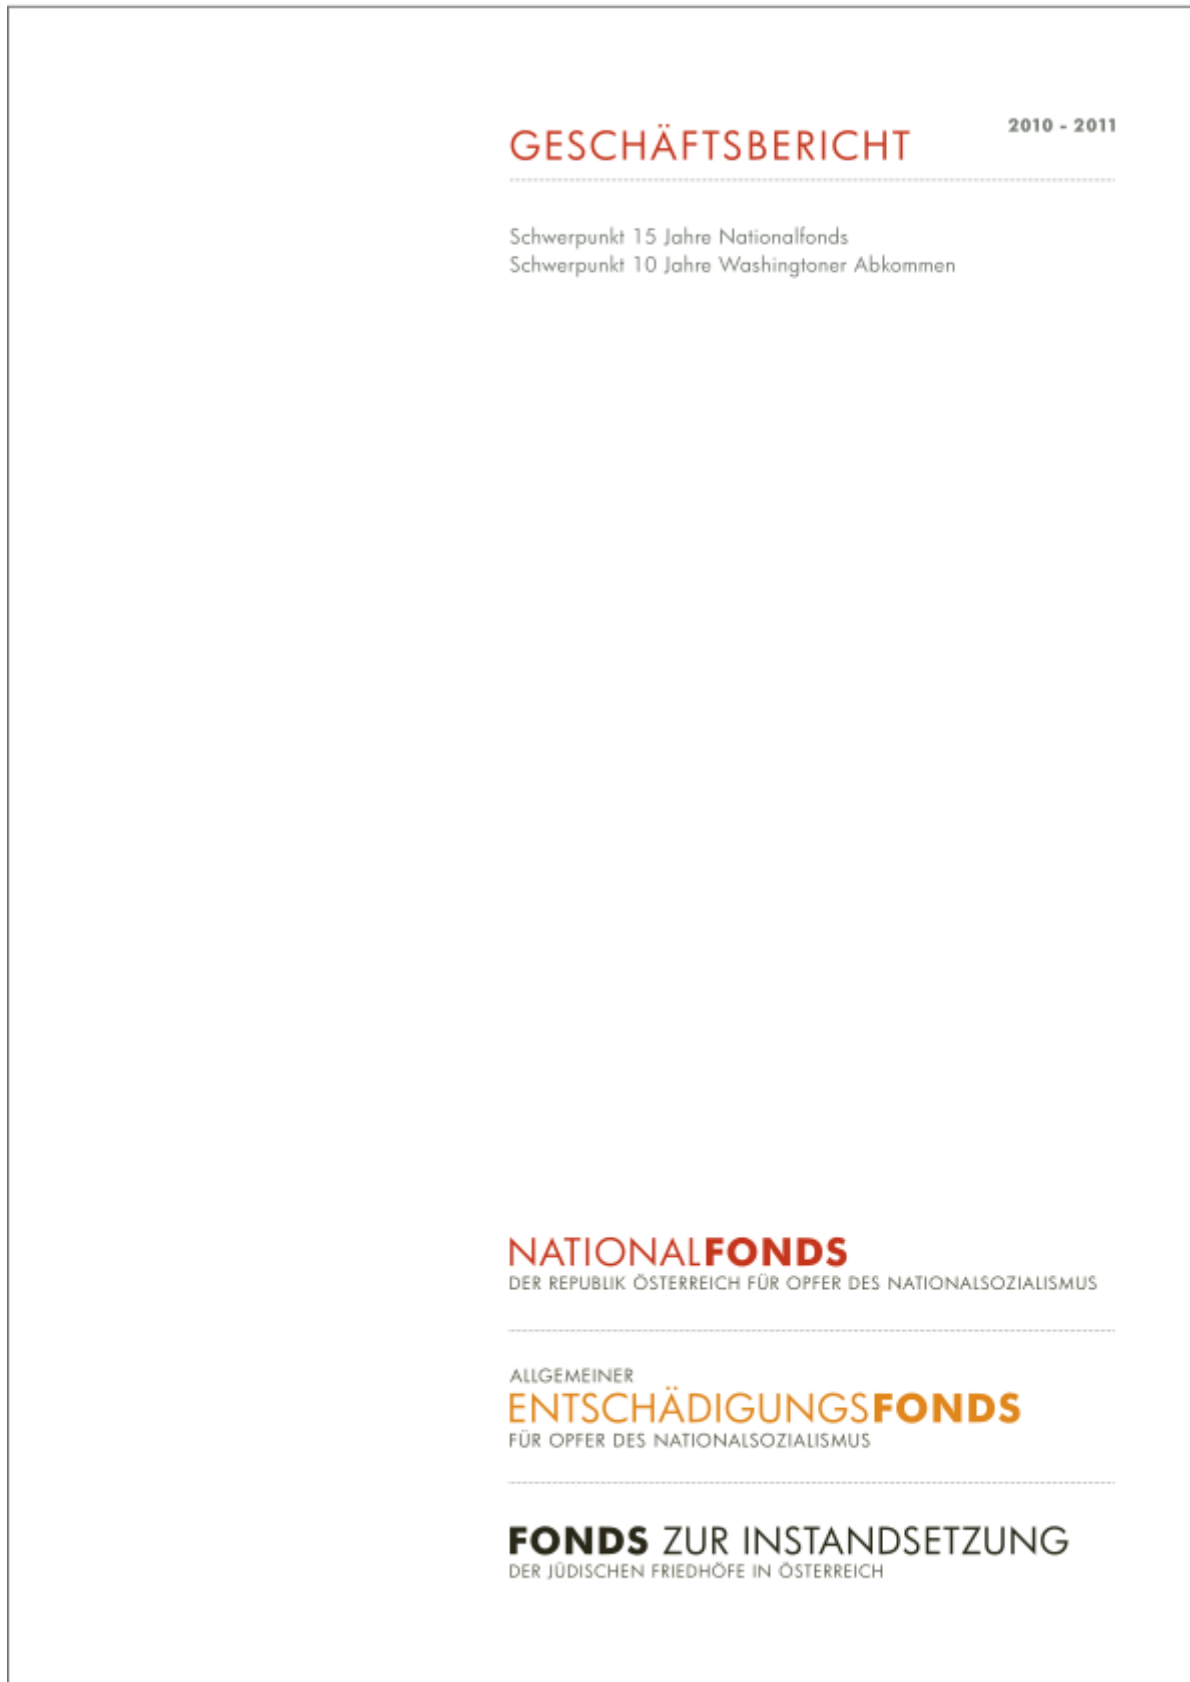 GESCHÄFTSBERICHT 2010 - 2011
Schwerpunkt 15 Jahre Nationalfonds
Schwerpunkt 10 Jahre Washingtoner Abkommen
NATIONALFONDS
DER REPUBLIK ÖSTERREICH FÜR OPFER DES NATIONALSOZIALISMUS
ALLGEMEINER
ENTSCHÄDIGUNGSFONDS
FÜR OPFER DES NATIONALSOZIALISMUS
FONDS ZUR INSTANDSETZUNG
DER JÜDISCHEN FRIEDHÖFE IN ÖSTERREICH